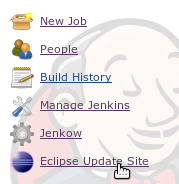 New Job
People
Build History
Manage Jenkins
Jenkow
Eclipse Update Site